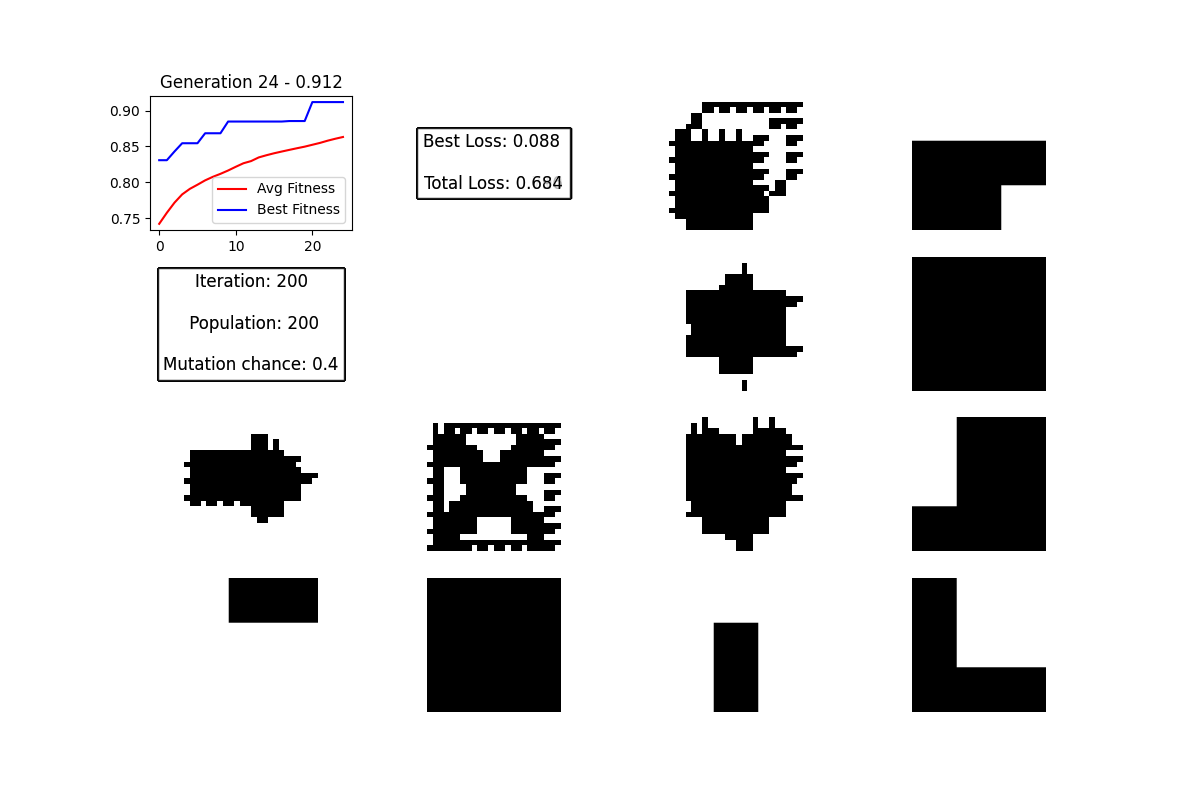 Generation 24 - 0.912
0.90
0.85
0.80
0.75
Avg Fitness
Best Fitness
0 10 20
Best Loss: 0.088
Total Loss: 0.684
Iteration: 200
Population: 200
Mutation chance: 0.4